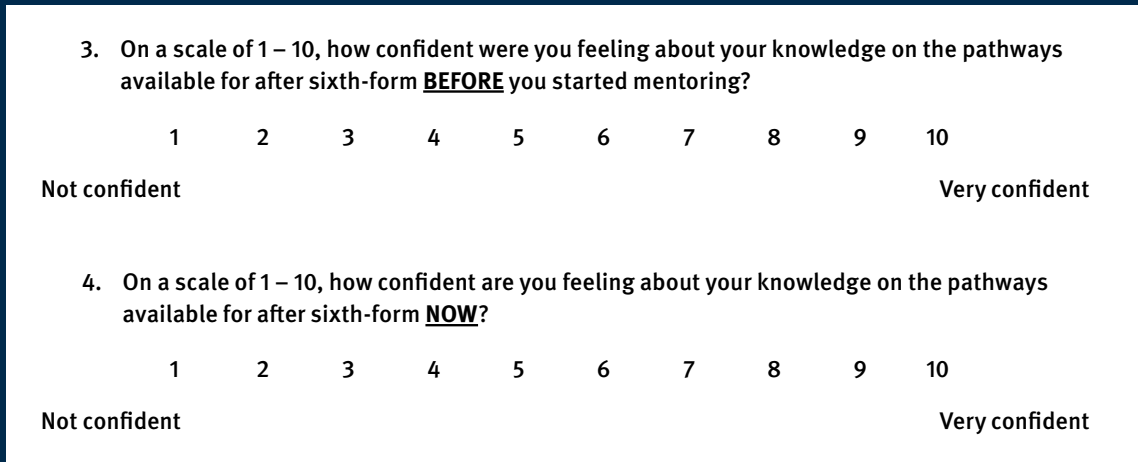 3. On a scale of 1 – 10, how confident were you feeling about your knowledge on the pathways
available for after sixth-form BEFORE you started mentoring?
1 2 3 4 5 6 7 8 9 10
Not confident Very confident
4. On a scale of 1 – 10, how confident are you feeling about your knowledge on the pathways
available for after sixth-form NOW?
1 2 3 4 5 6 7 8 9 10
Not confident Very confident